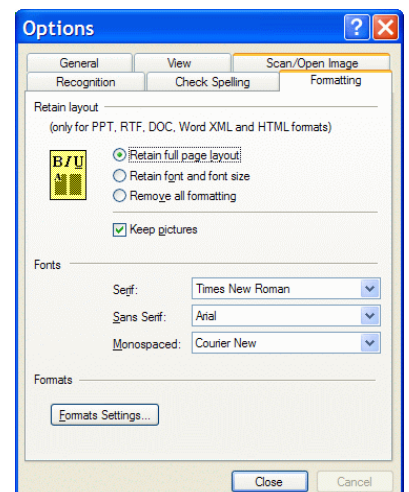 Options
General View Scan/Open Image
Recognition Check Spelling Formatting
Retain layout
(only for PPT, RTF, DOC, Word XML and HTML formats)
B/U
A
Retain full page layout
Retain font and font size
Remove all formatting
Keep pictures
Fonts
Serif: Times New Roman
Sans Serif: Arial
Monospaced: Courier New
Formats
Formats Settings...
Close Cancel